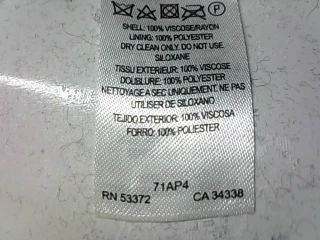 SHELL: 100% VISCOSE/RAYON
LINING: 100% POLYESTER
DRY CLEAN ONLY. DO NOT USE
SILOXANE
TISSU EXTERIEUR: 100% VISCOSE
DOUBLURE: 100% POLYESTER
NETTOYAGE A SEC UNIQUEMENT. NE PAS
UTILISER DE SILOXANO
TEJIDO EXTERIOR: 100% VISCOSA
FORRO: 100% POLIESTER
71AP4
RN 53372 CA 34338